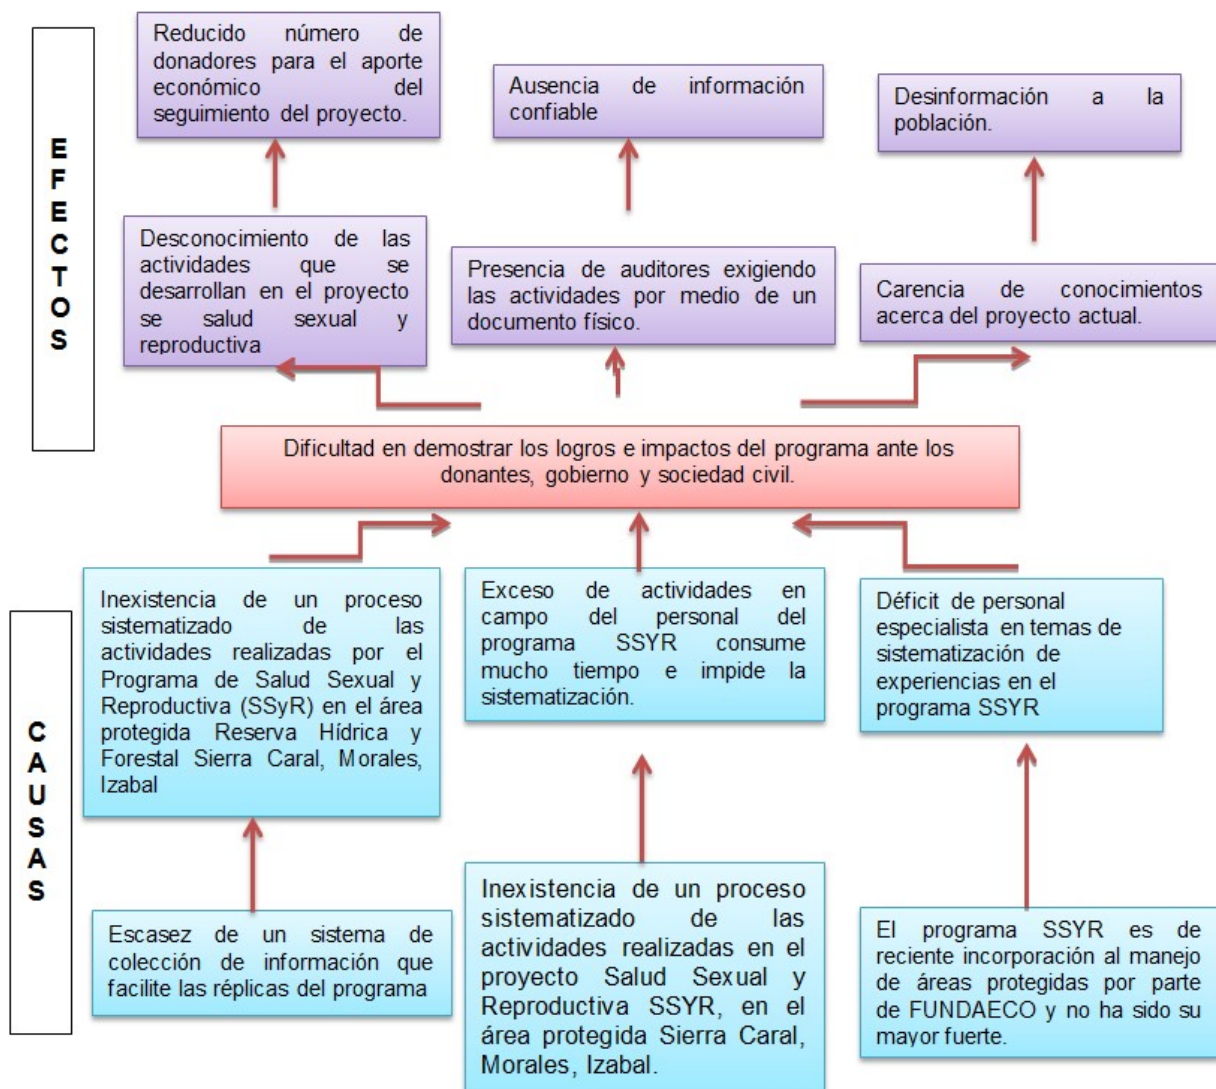 EFECTOS
Reducido número de
donadores para el aporte
económico del
seguimiento del proyecto.
Ausencia de información
confiable
Desinformación a la
población.
Desconocimiento de las
actividades que se
desarrollan en el proyecto
se salud sexual y
reproductiva
Presencia de auditores exigiendo
las actividades por medio de un
documento físico.
Carencia de conocimientos
acerca del proyecto actual.
Dificultad en demostrar los logros e impactos del programa ante los
donantes, gobierno y sociedad civil.
CAUSAS
Inexistencia de un proceso
sistematizado de las
actividades realizadas por el
Programa de Salud Sexual y
Reproductiva (SSyR) en el área
protegida Reserva Hídrica y
Forestal Sierra Caral, Morales,
Izabal
Exceso de actividades en
campo del personal del
programa SSYR consume
mucho tiempo e impide la
sistematización.
Déficit de personal
especialista en temas de
sistematización de
experiencias en el
programa SSYR
Escasez de un sistema de
colección de información que
facilite las réplicas del programa
Inexistencia de un proceso
sistematizado de las
actividades realizadas en el
proyecto Salud Sexual y
Reproductiva SSYR, en el
área protegida Sierra Caral,
Morales, Izabal.
El programa SSYR es de
reciente incorporación al manejo
de áreas protegidas por parte
de FUNDAECO y no ha sido su
mayor fuerte.